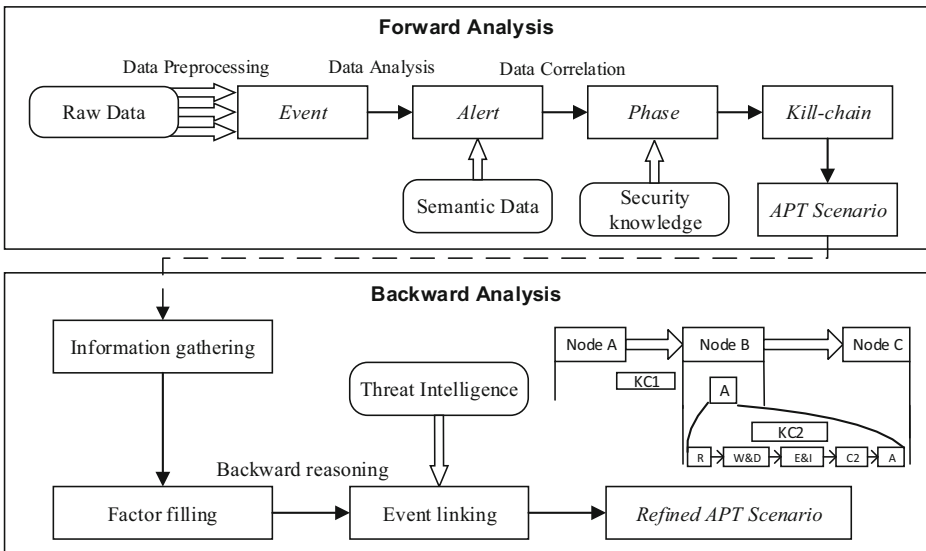 Forward Analysis
Data Preprocessing
Data Analysis
Data Correlation
Raw Data
Event
Alert
Phase
Kill-chain
Semantic Data
Security
knowledge
APT Scenario
Backward Analysis
Information gathering
Node A
Node B
Node C
Threat Intelligence
KC1
A
KC2
R
W&D
E&I
C2
A
Backward reasoning
Factor filling
Event linking
Refined APT Scenario